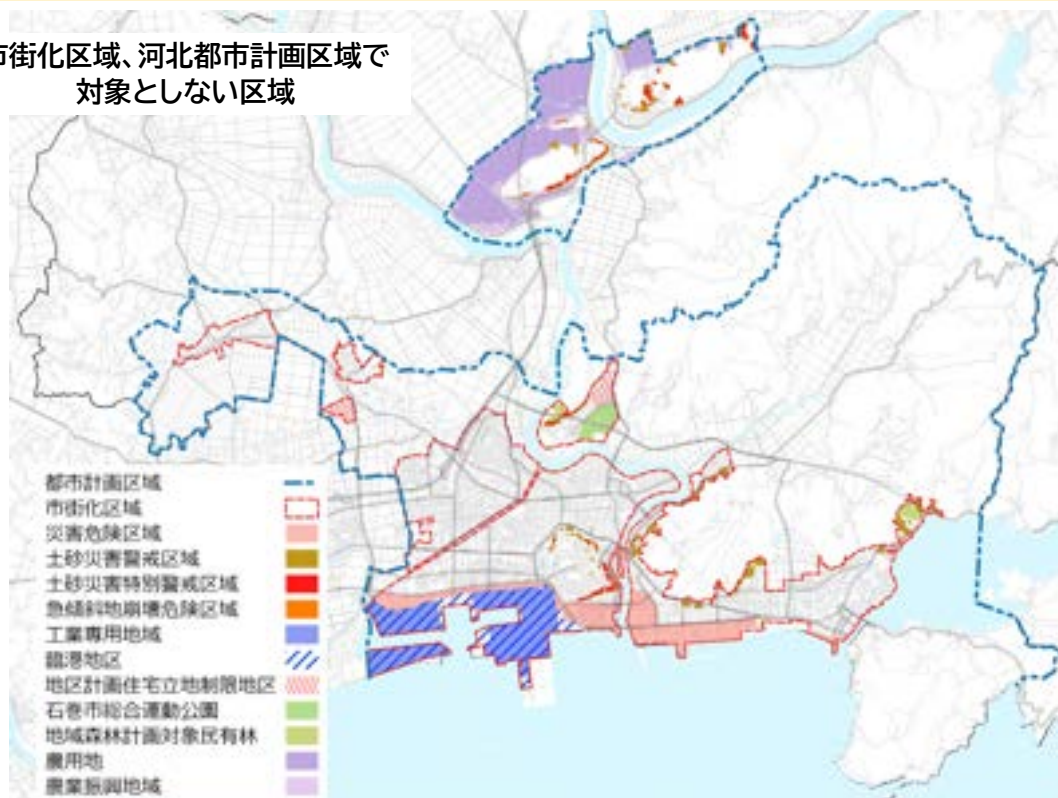 市街化区域、河北都市計画区域で
対象としない区域
都市計画区域
市街化区域
災害危険区域
土砂災害警戒区域
土砂災害特別警戒区域
急傾斜地崩壊危険区域
工業専用地域
臨港地区
地区計画住宅立地制限地区
石巻市総合運動公園
地域森林計画対象民有林
農用地
農業振興地域